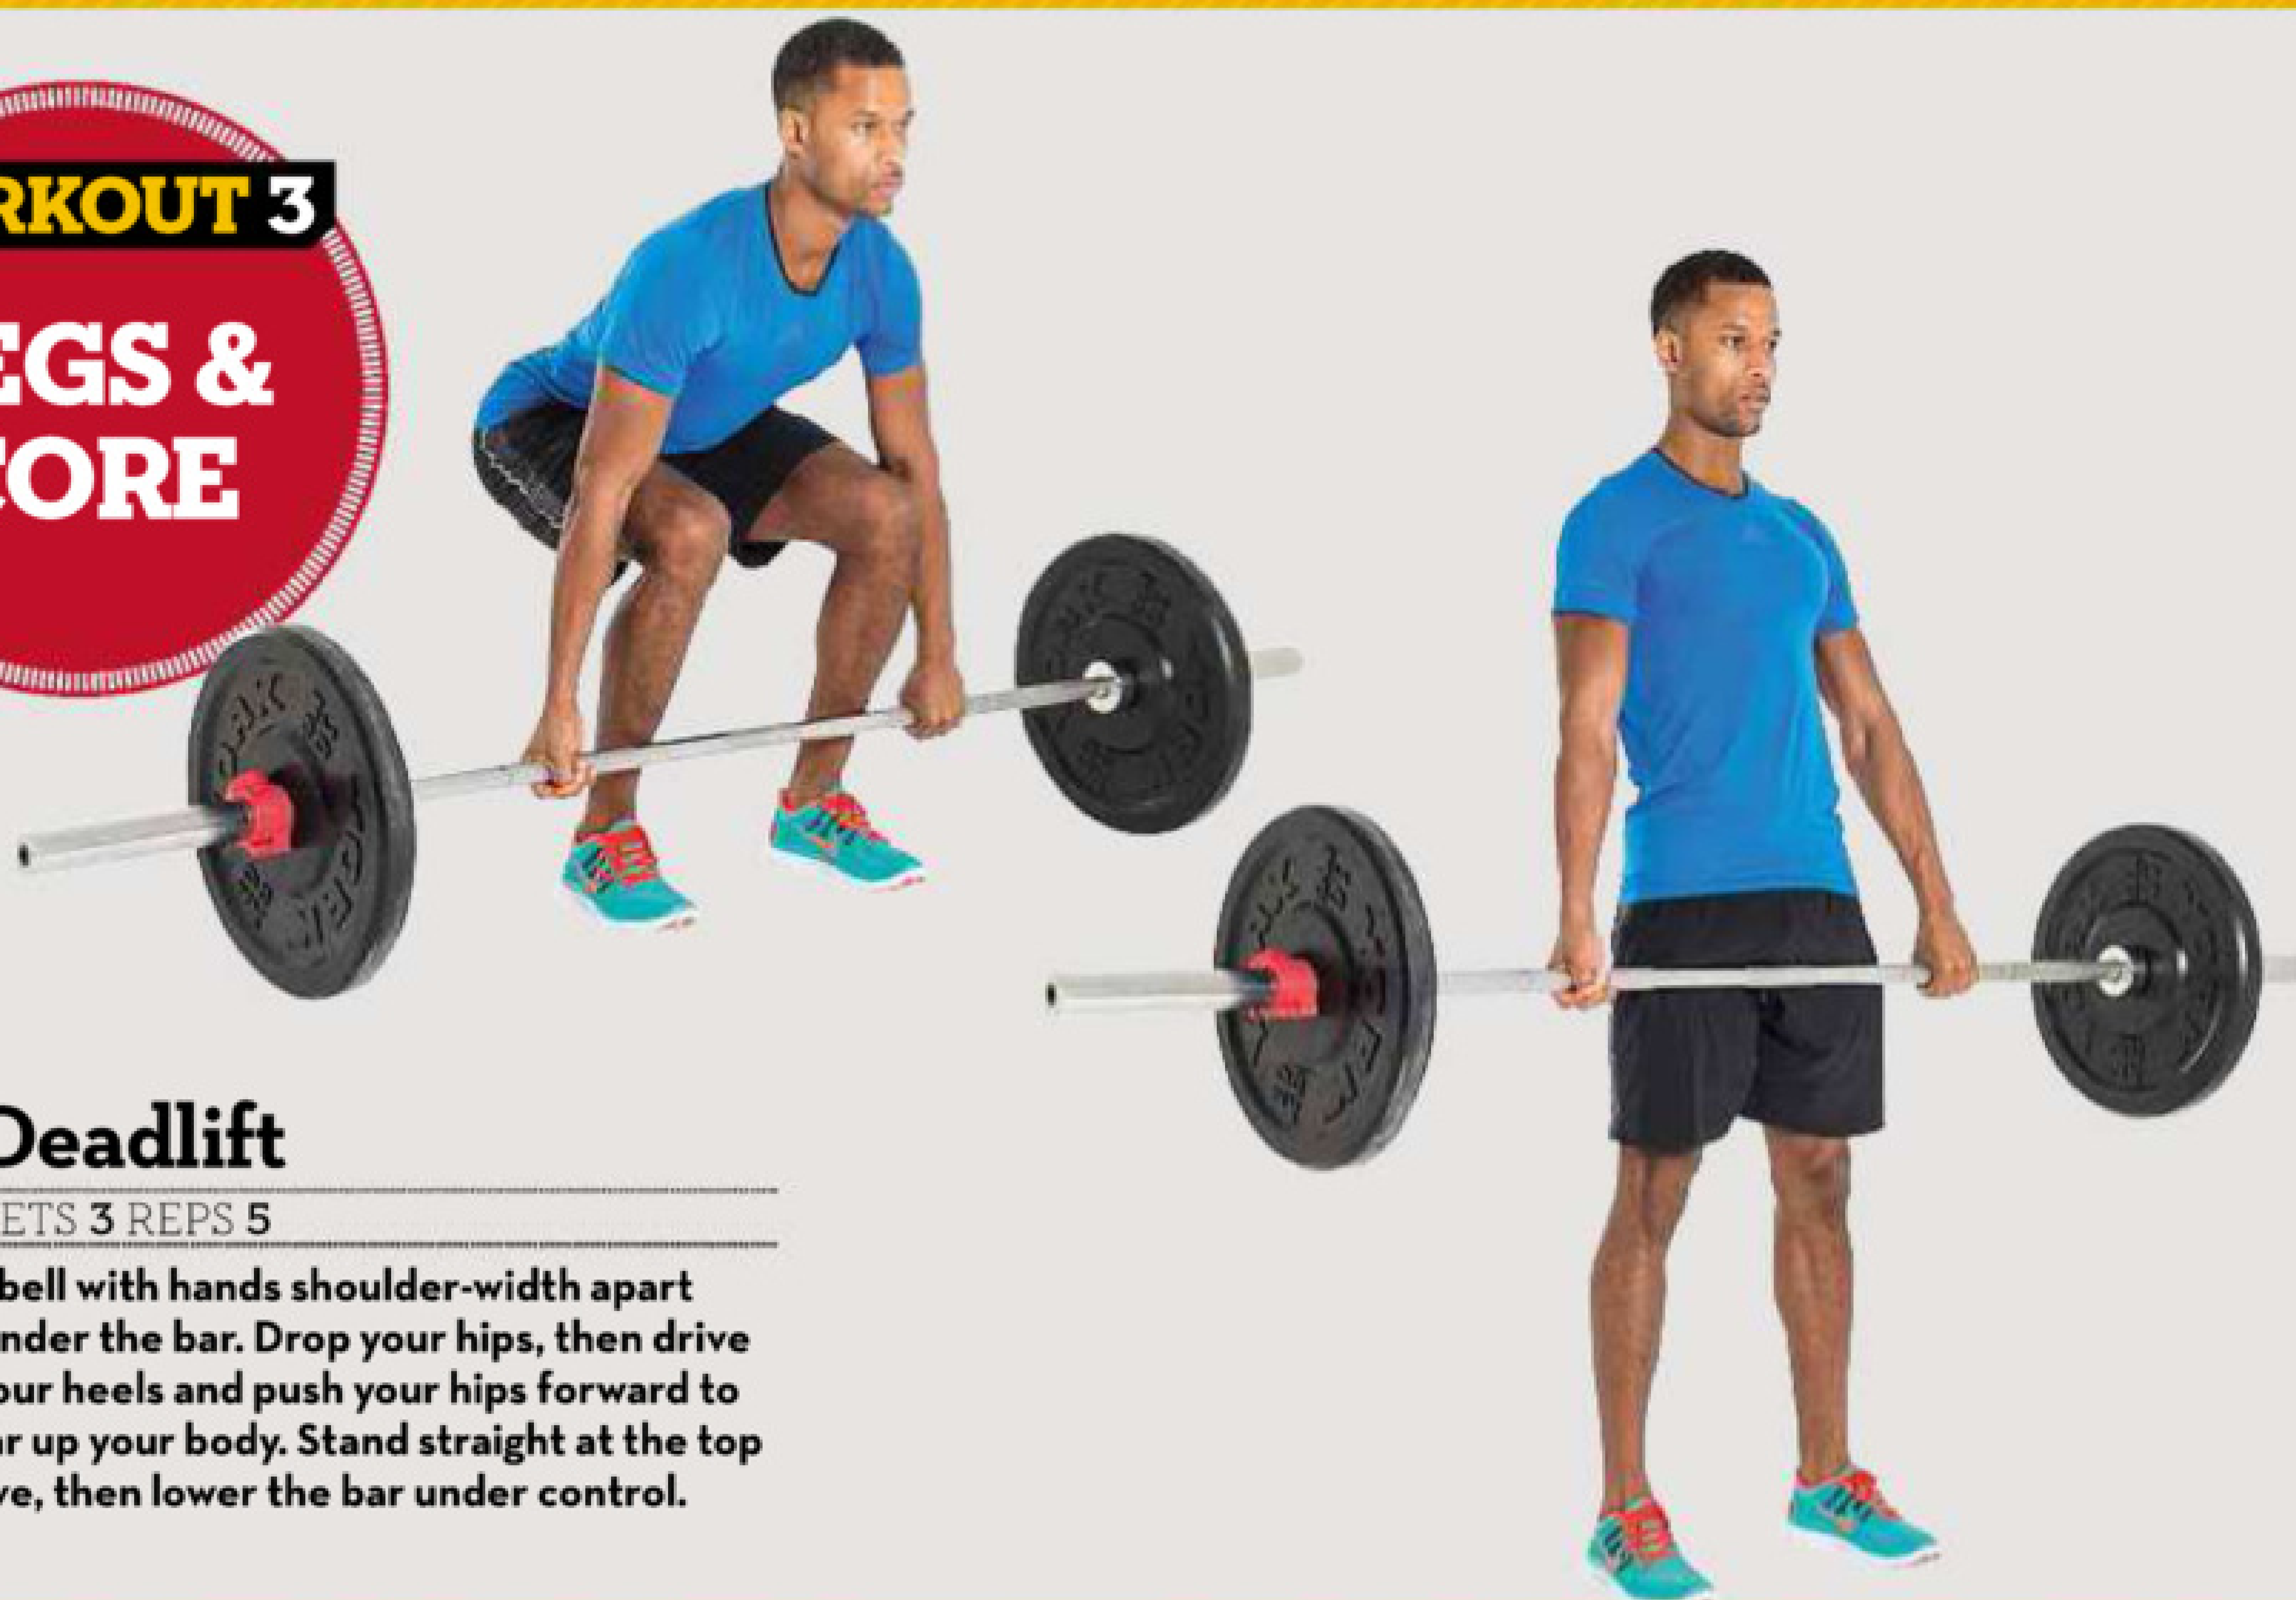 RKOUT 3
EGS &
CORE
Deadlift
ETS 3 REPS 5
bell with hands shoulder-width apart
nder the bar. Drop your hips, then drive
our heels and push your hips forward to
ar up your body. Stand straight at the top
ve, then lower the bar under control.